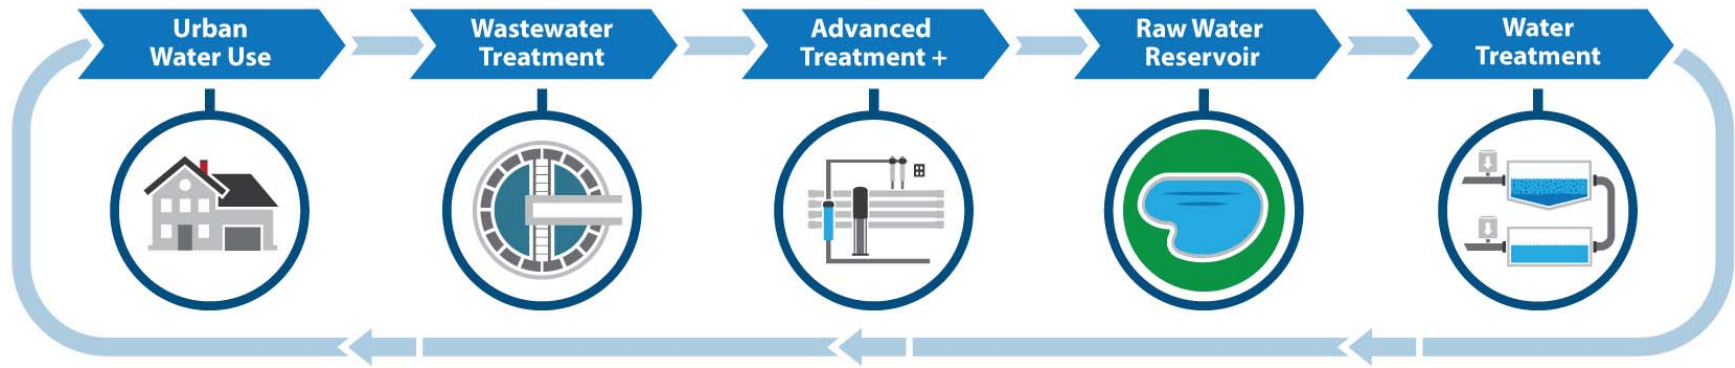 Urban
Water Use
Wastewater
Treatment
Advanced
Treatment +
Raw Water
Reservoir
Water
Treatment